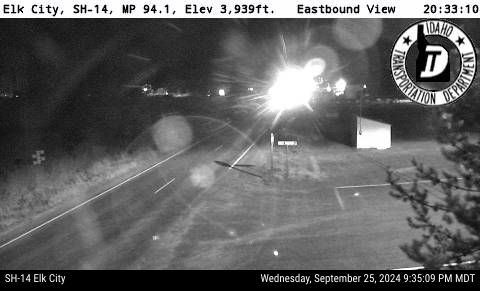 Elk City, SH-14, MP 94.1, Elev 3,939ft. Eastbound View 20:33:10
IDAHO
TRANSPORTATION DEPARTMENT
SH-14 Elk City Wednesday, September 25, 2024 9:35:09 PM MDT